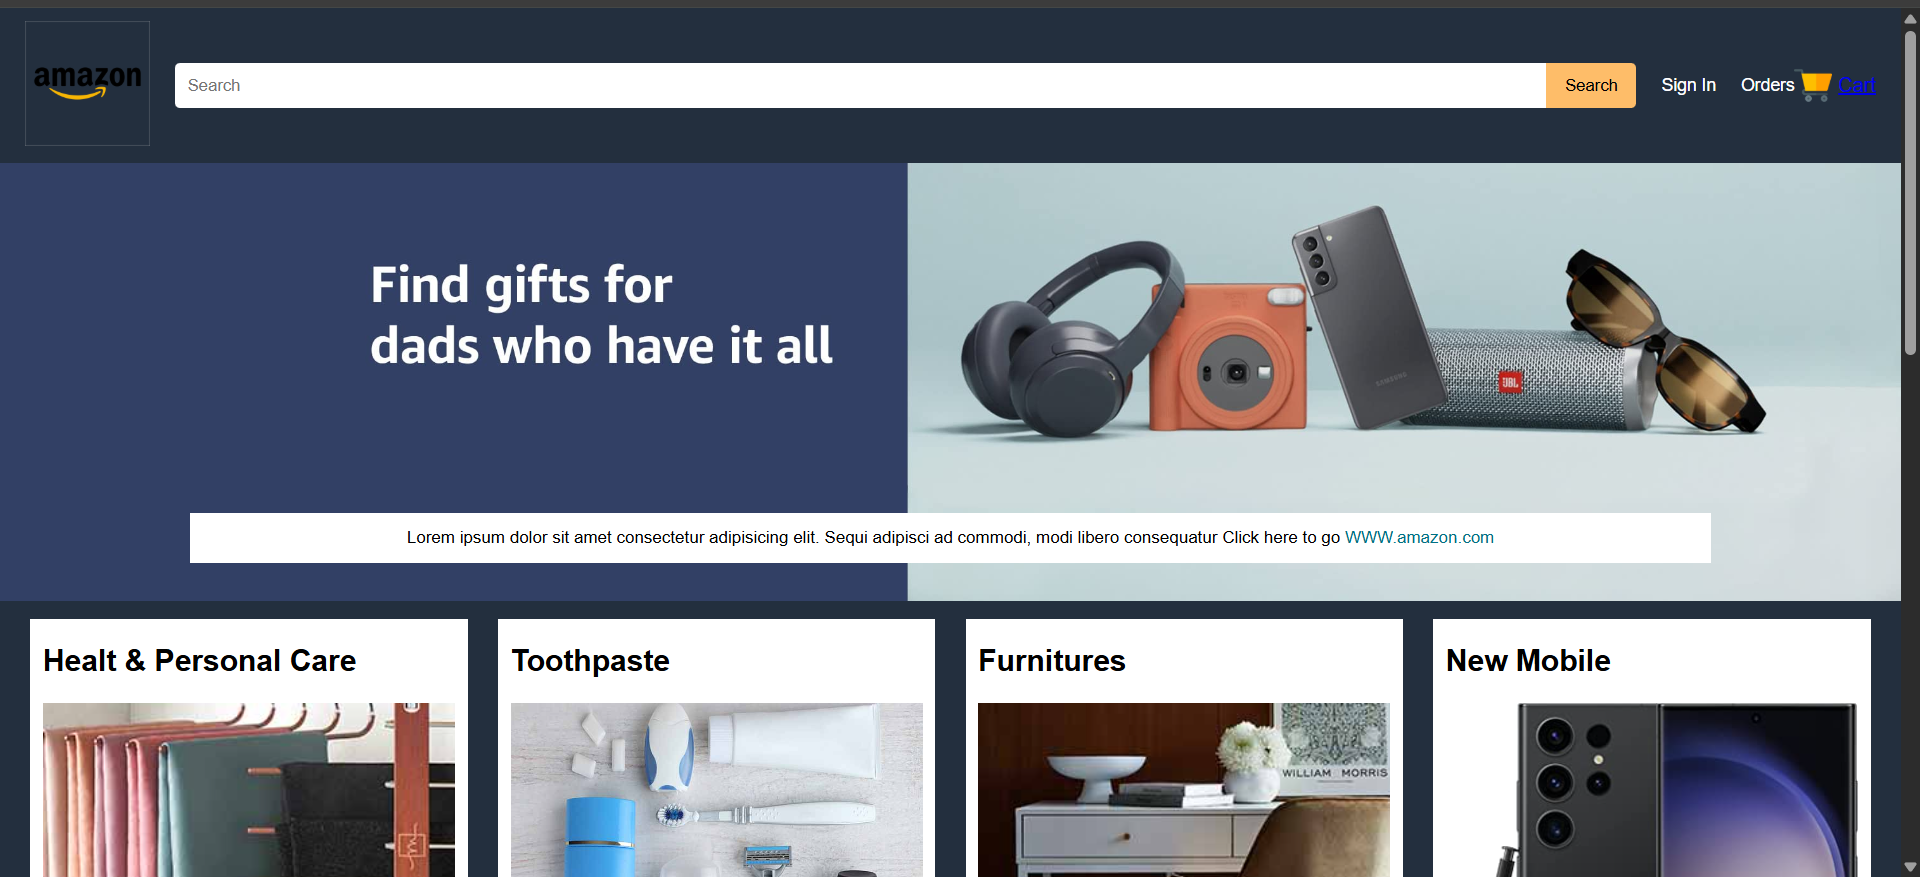 amazon
Search
Search
Sign In
Orders
Cart
Find gifts for
dads who have it all
SAMSUNG
JBL
Lorem ipsum dolor sit amet consectetur adipisicing elit. Sequi adipisci ad commodi, modi libero consequatur Click here to go WWW.amazon.com
Healt & Personal Care
Toothpaste
Furnitures
New Mobile
WILLIAM MORRIS